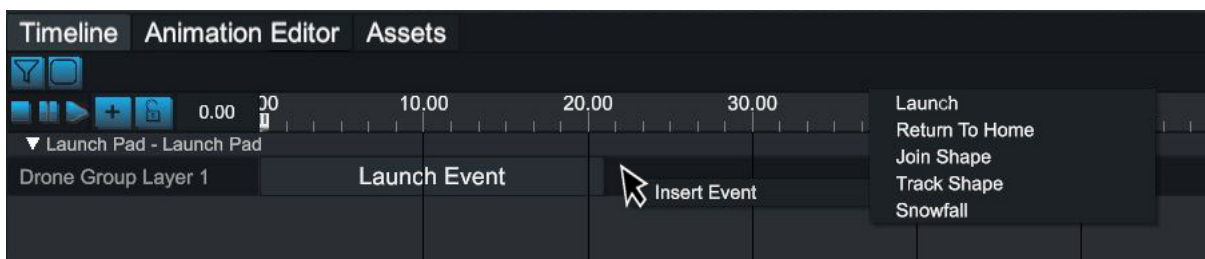 Timeline Animation Editor Assets
0.00 00 10.00 20.00 30.00
▼ Launch Pad - Launch Pad
Drone Group Layer 1 Launch Event
Insert Event
Launch
Return To Home
Join Shape
Track Shape
Snowfall